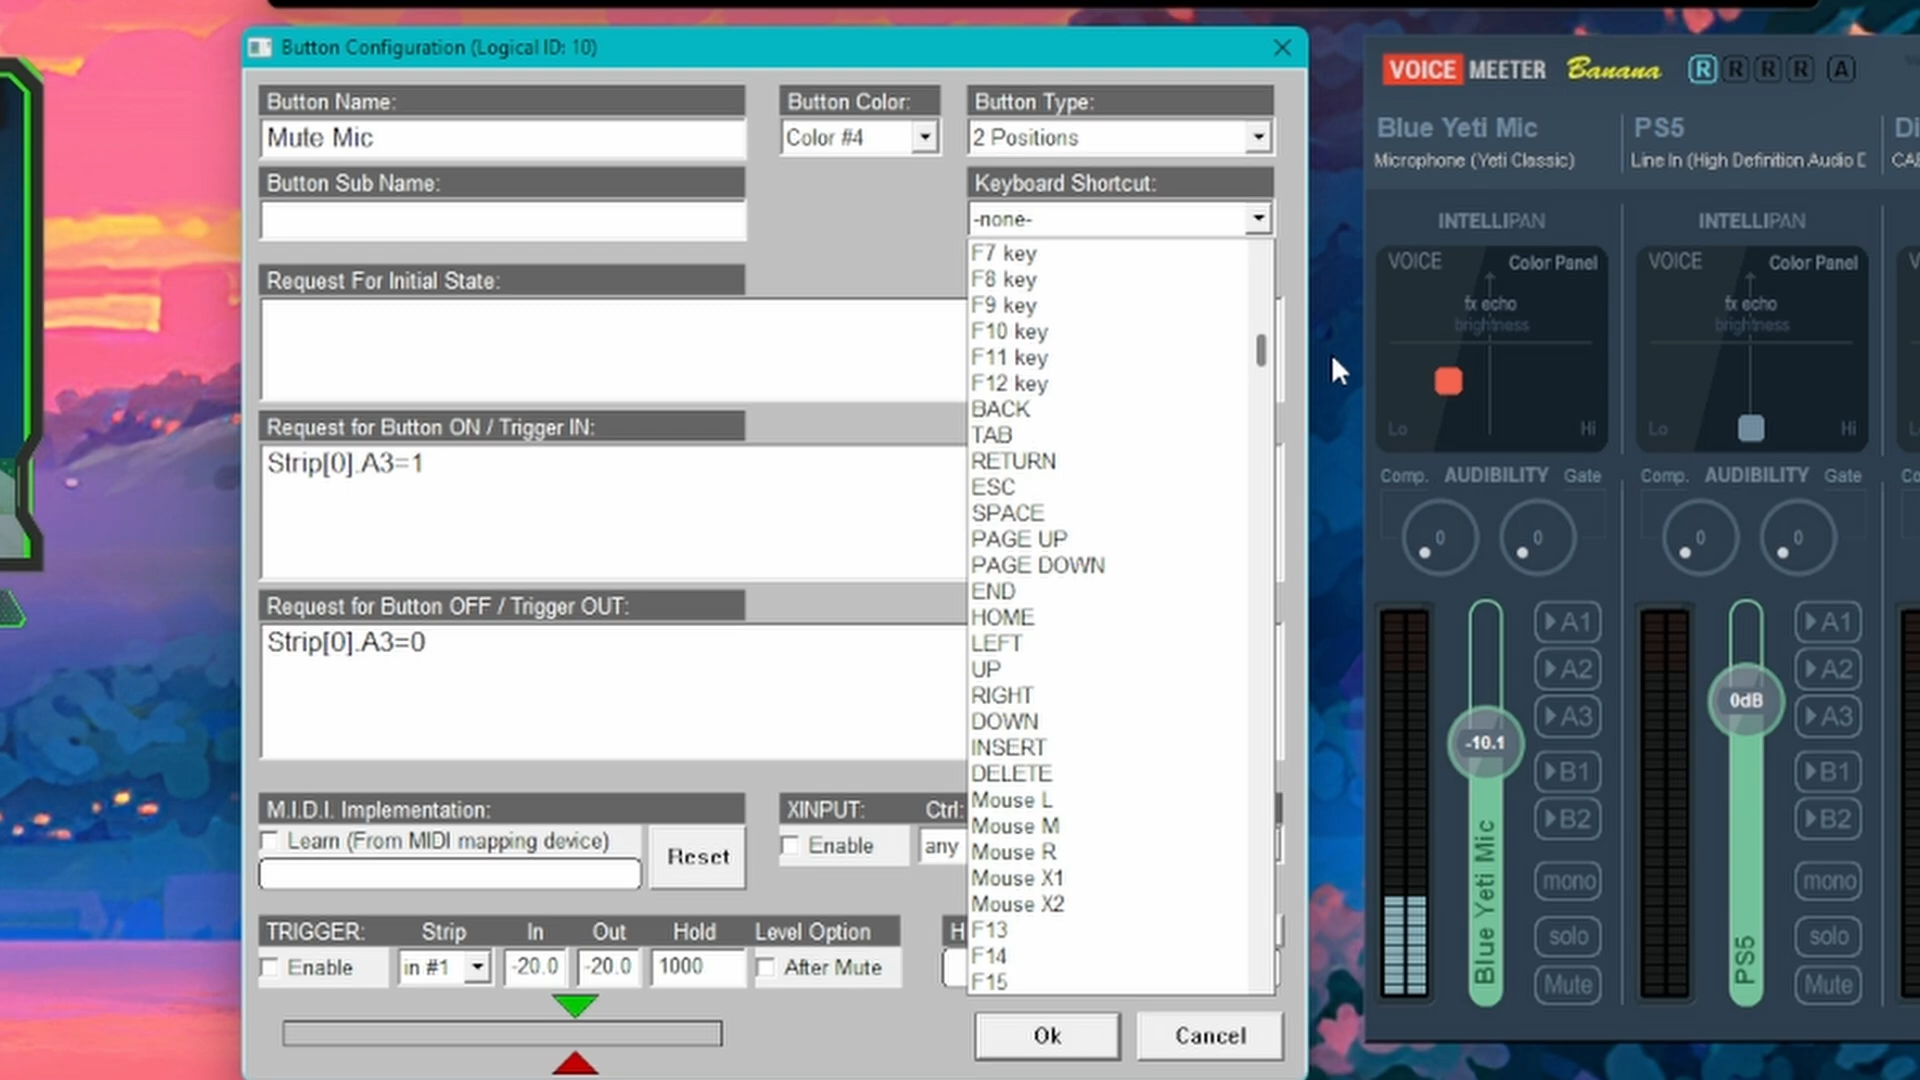 Button Configuration (Logical ID: 10)
Button Name:
Mute Mic
Button Color:
Color #4
Button Type:
2 Positions
Button Sub Name:
Keyboard Shortcut:
-none-
F7 key
F8 key
F9 key
F10 key
F11 key
F12 key
BACK
TAB
RETURN
ESC
SPACE
PAGE UP
PAGE DOWN
END
HOME
LEFT
UP
RIGHT
DOWN
INSERT
DELETE
Mouse L
Mouse M
Mouse R
Mouse X1
Mouse X2
F13
F14
F15
Request For Initial State:
Request for Button ON / Trigger IN:
Strip[0].A3=1
Request for Button OFF / Trigger OUT:
Strip[0].A3=0
M.I.D.I. Implementation:
Learn (From MIDI mapping device)
Reset
XINPUT: Ctrl:
Enable any
TRIGGER: Strip In Out Hold Level Option
Enable in #1 -20.0 -20.0 1000 After Mute
H
Ok Cancel
VOICE MEETER Banana R R R R A
Blue Yeti Mic
Microphone (Yeti Classic)
INTELLIPAN
VOICE Color Panel
fx echo
brightness
Lo Hi
Comp. AUDIBILITY Gate
0 0
A1
A2
A3
B1
B2
mono
solo
Mute
-10.1
Blue Yeti Mic
PS5
Line In (High Definition Audio D
INTELLIPAN
VOICE Color Panel
fx echo
brightness
Lo Hi
Comp. AUDIBILITY Gate
0 0
A1
A2
A3
B1
B2
mono
solo
Mute
0dB
PS5
Di
CA
V
L
Co